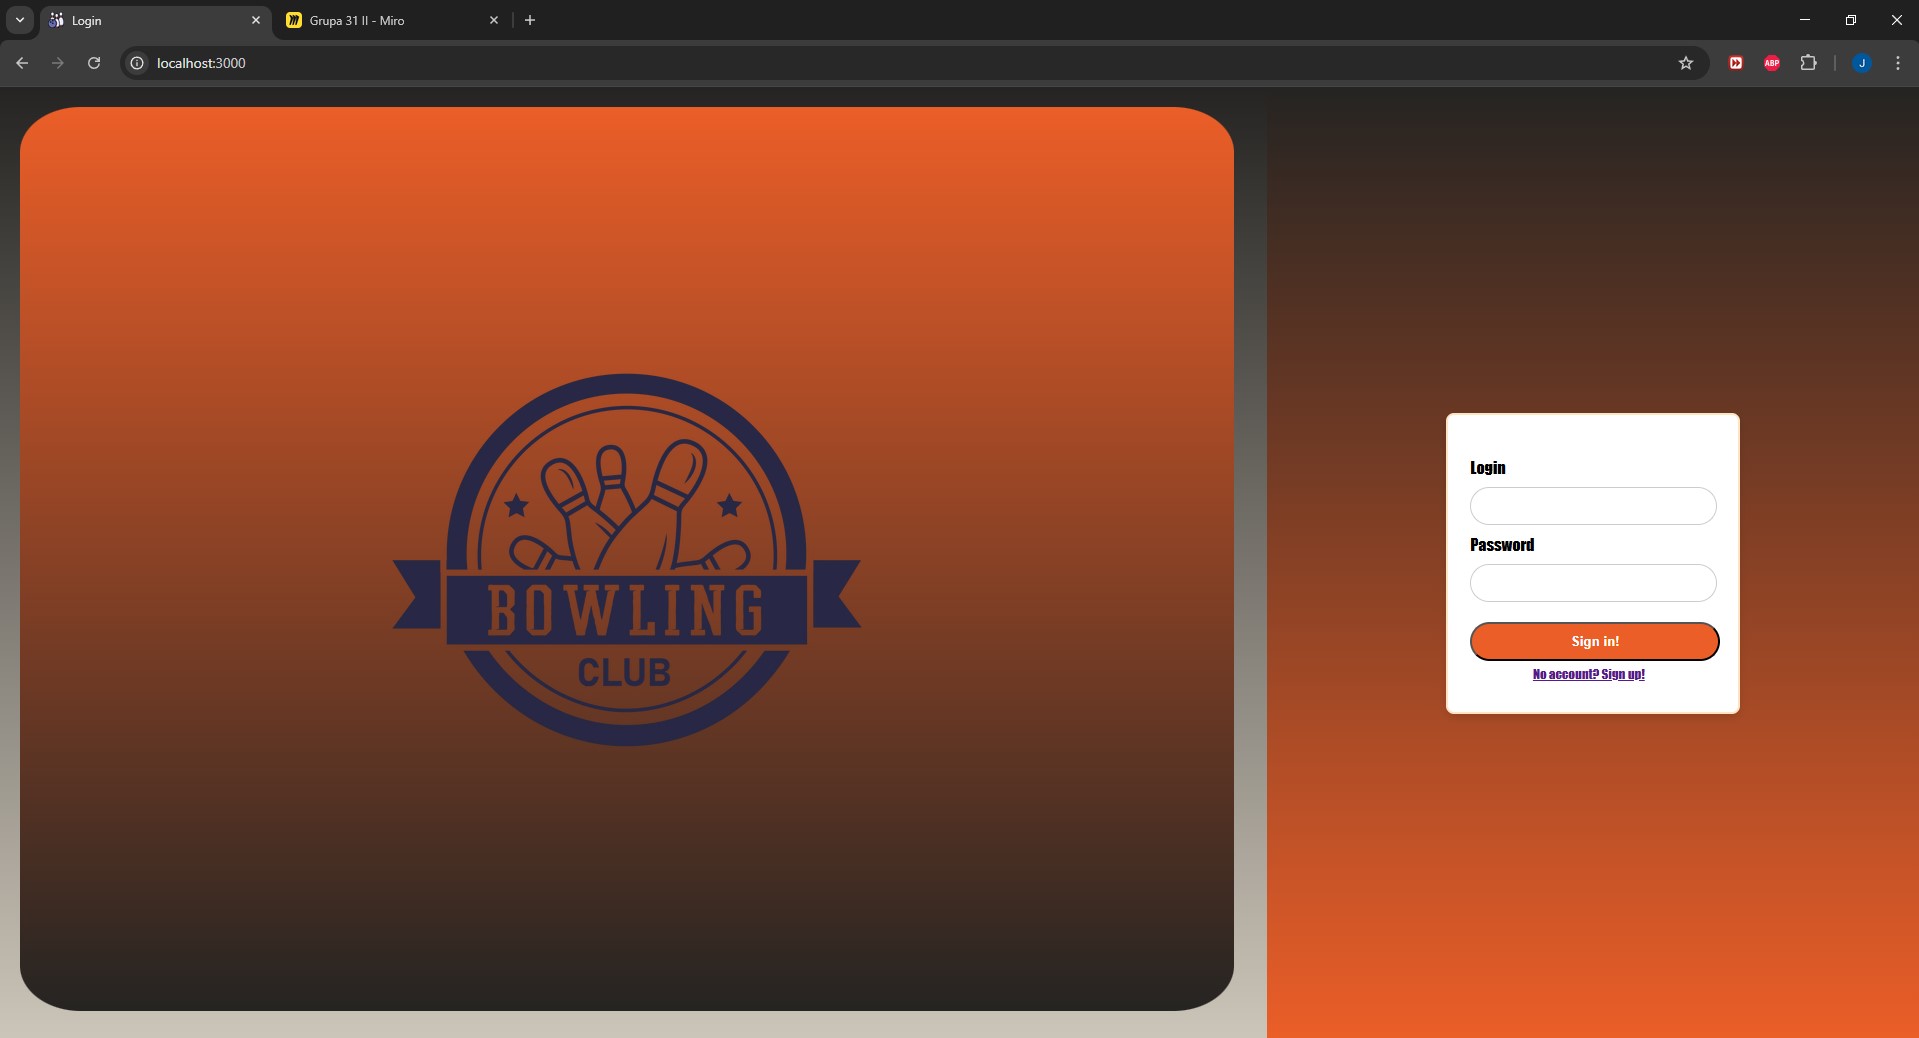 Login
Grupa 31 II - Miro
localhost:3000
ABP
J
BOWLING
CLUB
Login
Password
Sign in!
No account? Sign up!